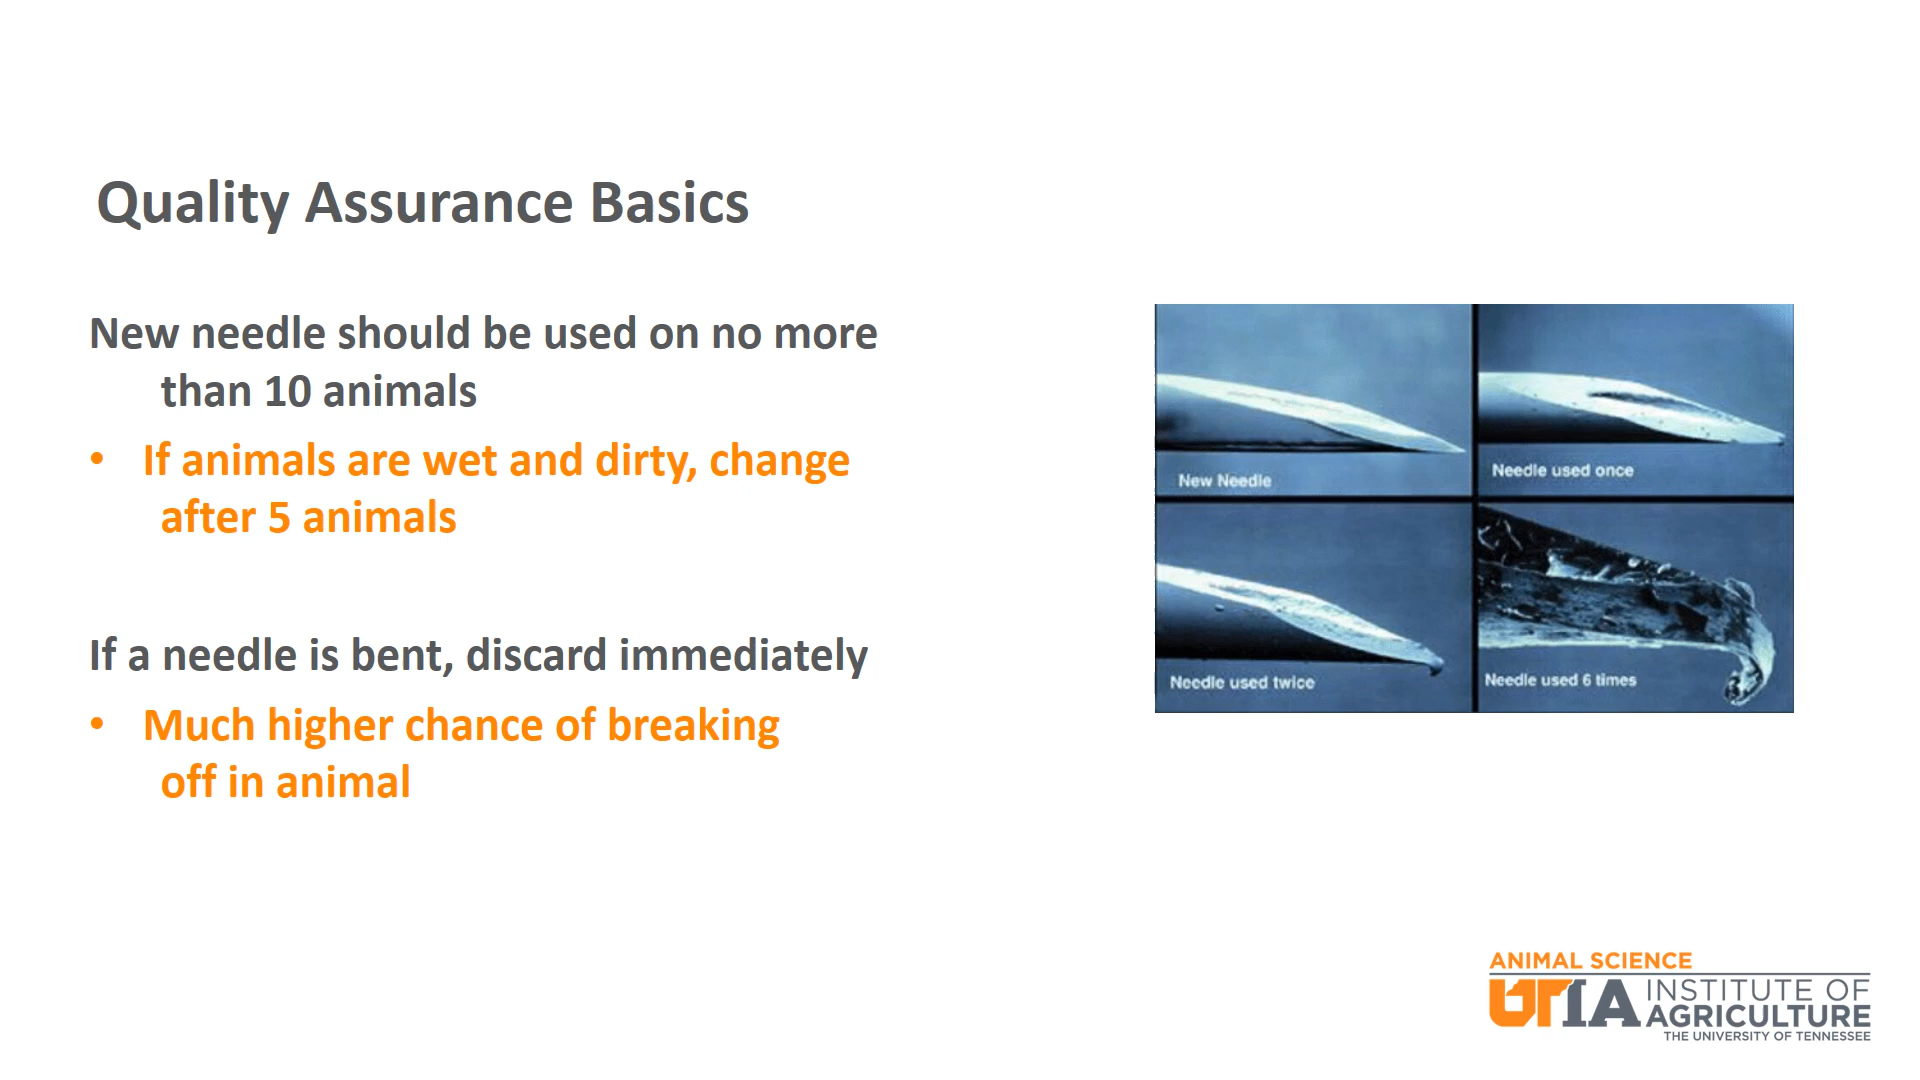 Quality Assurance Basics
New needle should be used on no more
than 10 animals
• If animals are wet and dirty, change
after 5 animals
If a needle is bent, discard immediately
• Much higher chance of breaking
off in animal
New Needle
Needle used once
Needle used twice
Needle used 6 times
ANIMAL SCIENCE
UTIA INSTITUTE OF
AGRICULTURE
THE UNIVERSITY OF TENNESSEE